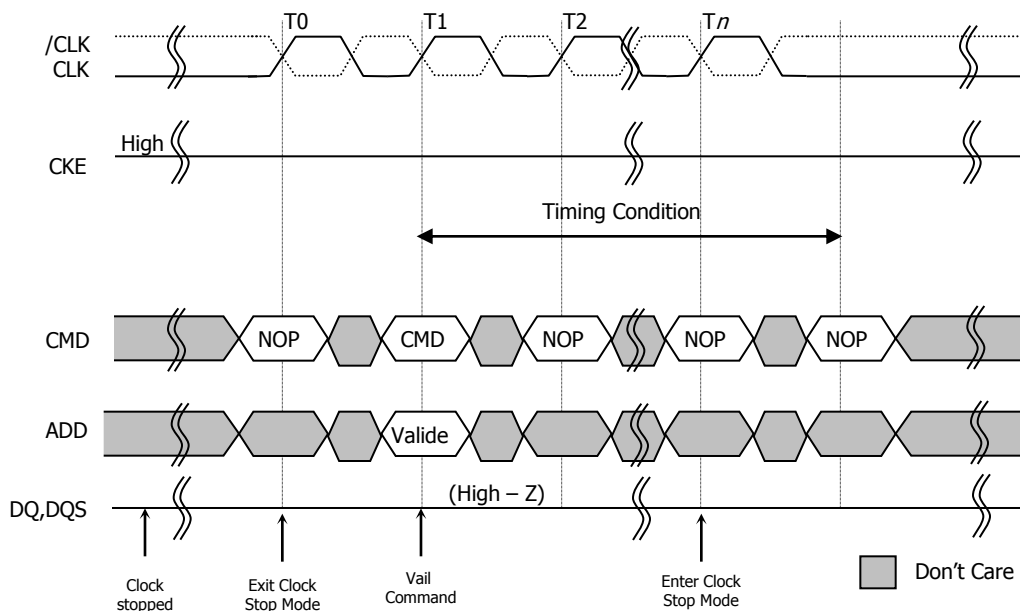 T0 T1 T2 Tn
/CLK
CLK
High
CKE
Timing Condition
CMD NOP CMD NOP NOP NOP
ADD Valide
(High – Z)
DQ,DQS
Clock
stopped
Exit Clock
Stop Mode
Vail
Command
Enter Clock
Stop Mode
Don't Care